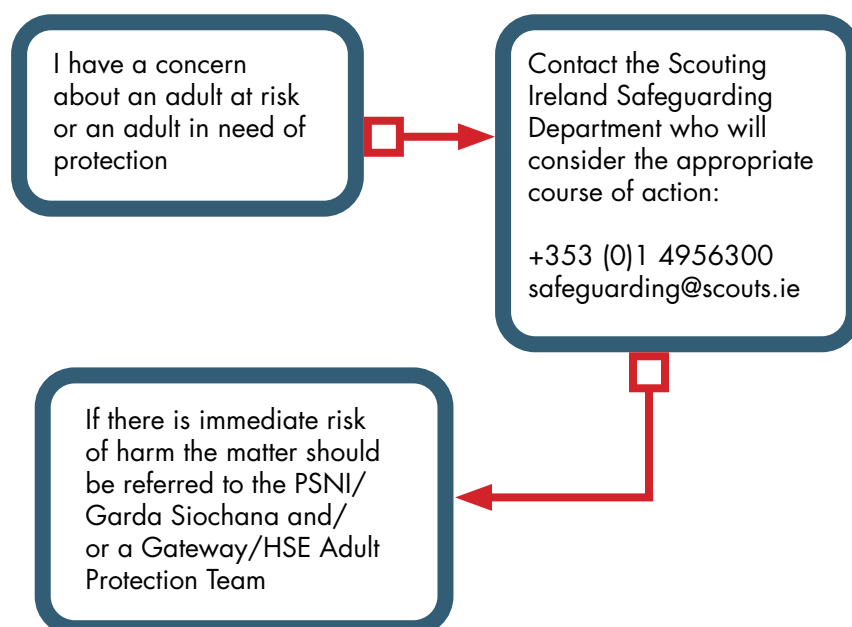 I have a concern
about an adult at risk
or an adult in need of
protection
Contact the Scouting
Ireland Safeguarding
Department who will
consider the appropriate
course of action:
+353 (0)1 4956300
safeguarding@scouts.ie
If there is immediate risk
of harm the matter should
be referred to the PSNI/
Garda Siochana and/
or a Gateway/HSE Adult
Protection Team